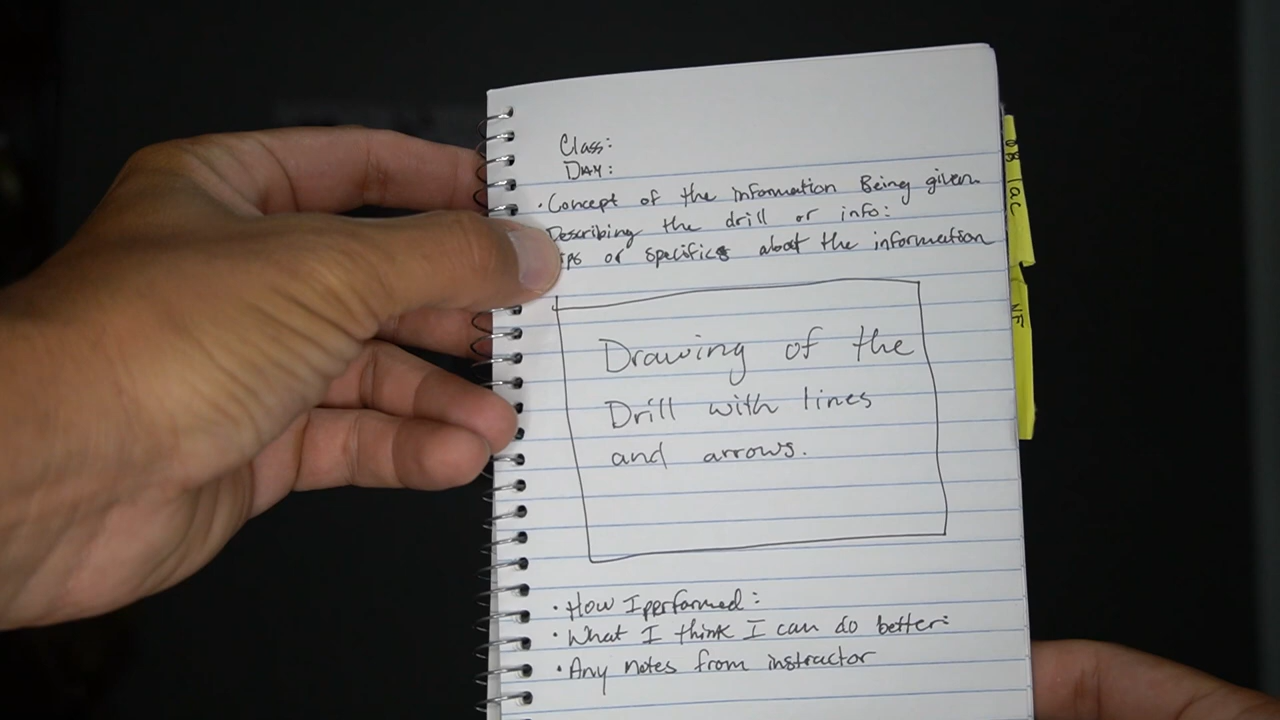 Class:
DAY:
• Concept of the information Being given
Describing the drill or info:
or specifics about the information
Drawing of the
Drill with lines
and arrows.
• How I performed:
• What I think I can do better:
• Any notes from instructor
NF